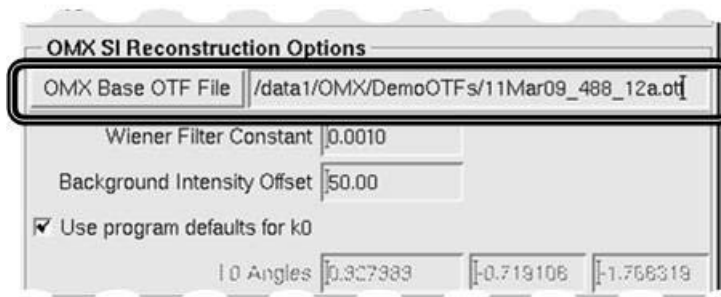 OMX SI Reconstruction Options
OMX Base OTF File /data1/OMX/DemoOTFs/11Mar09_488_12a.otf
Wiener Filter Constant 0.0010
Background Intensity Offset 50.00
Use program defaults for k0
k0 Angles 0.927989 -0.719106 -1.766319